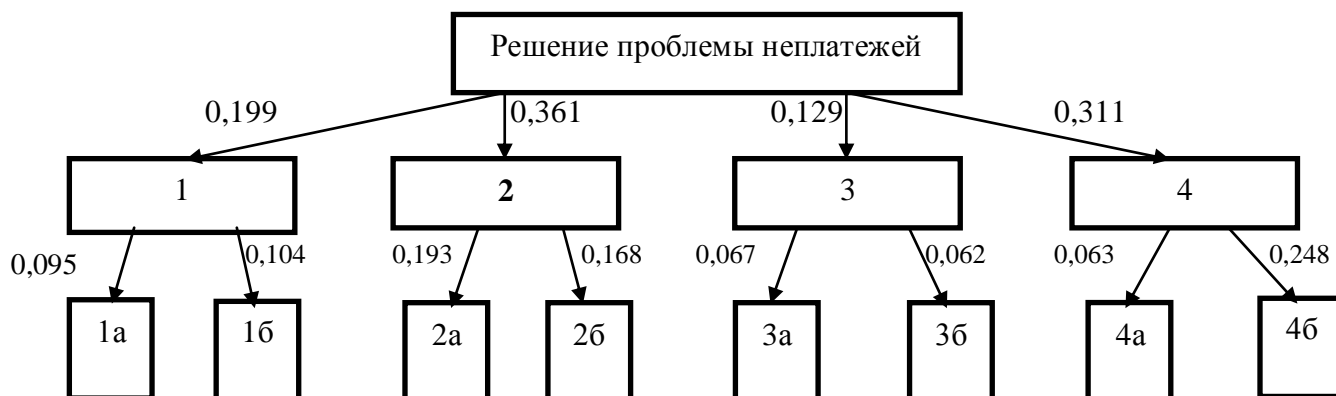 Решение проблемы неплатежей
0,199 0,361 0,129 0,311
1 2 3 4
0,095 0,104 0,193 0,168 0,067 0,062 0,063 0,248
1а 1б 2а 2б 3а 3б 4а 4б